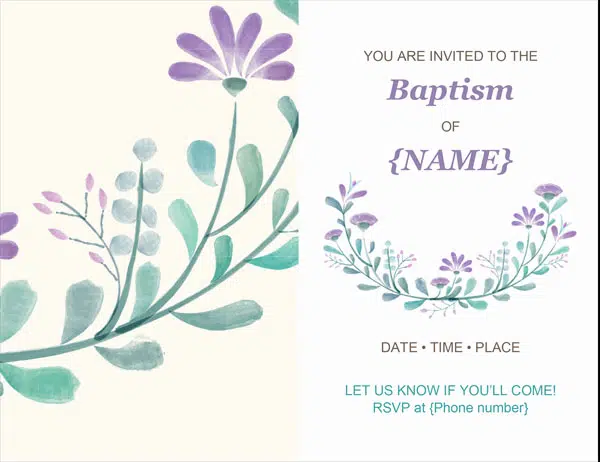 YOU ARE INVITED TO THE
Baptism
OF
{NAME}
DATE • TIME • PLACE
LET US KNOW IF YOU'LL COME!
RSVP at {Phone number}